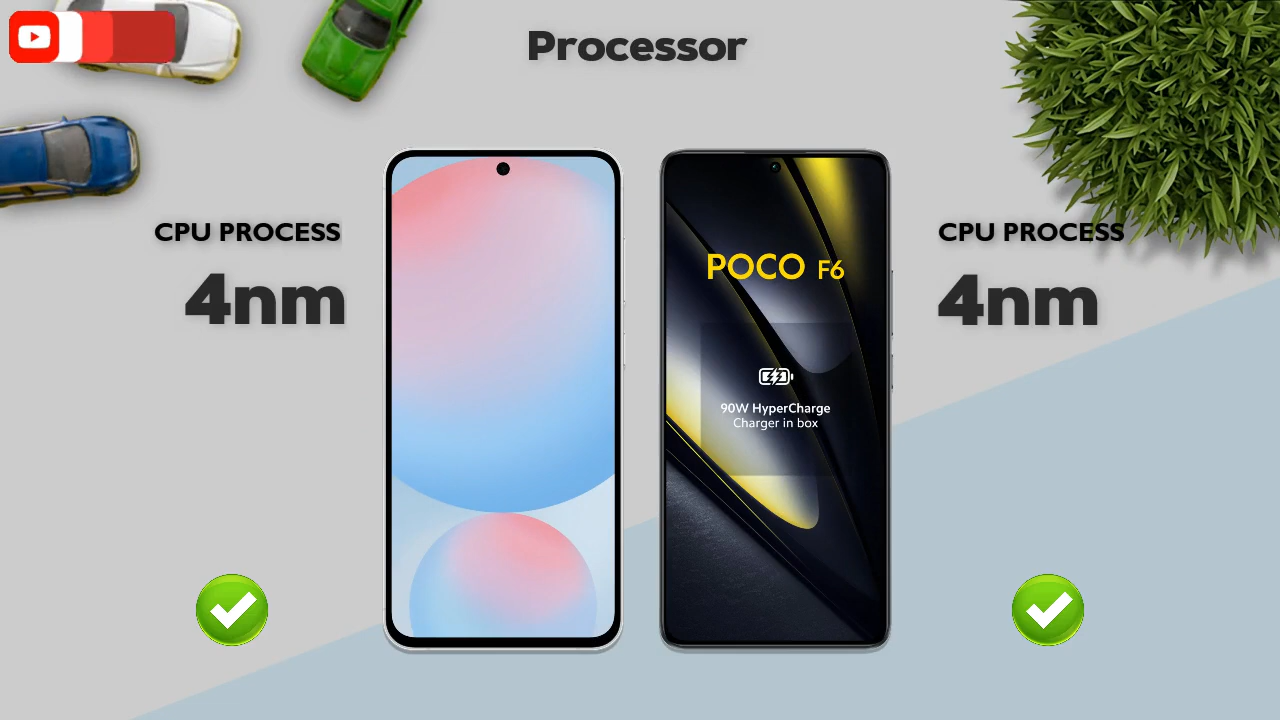 Processor
CPU PROCESS
4nm
POCO F6
90W HyperCharge
Charger in box
CPU PROCESS
4nm